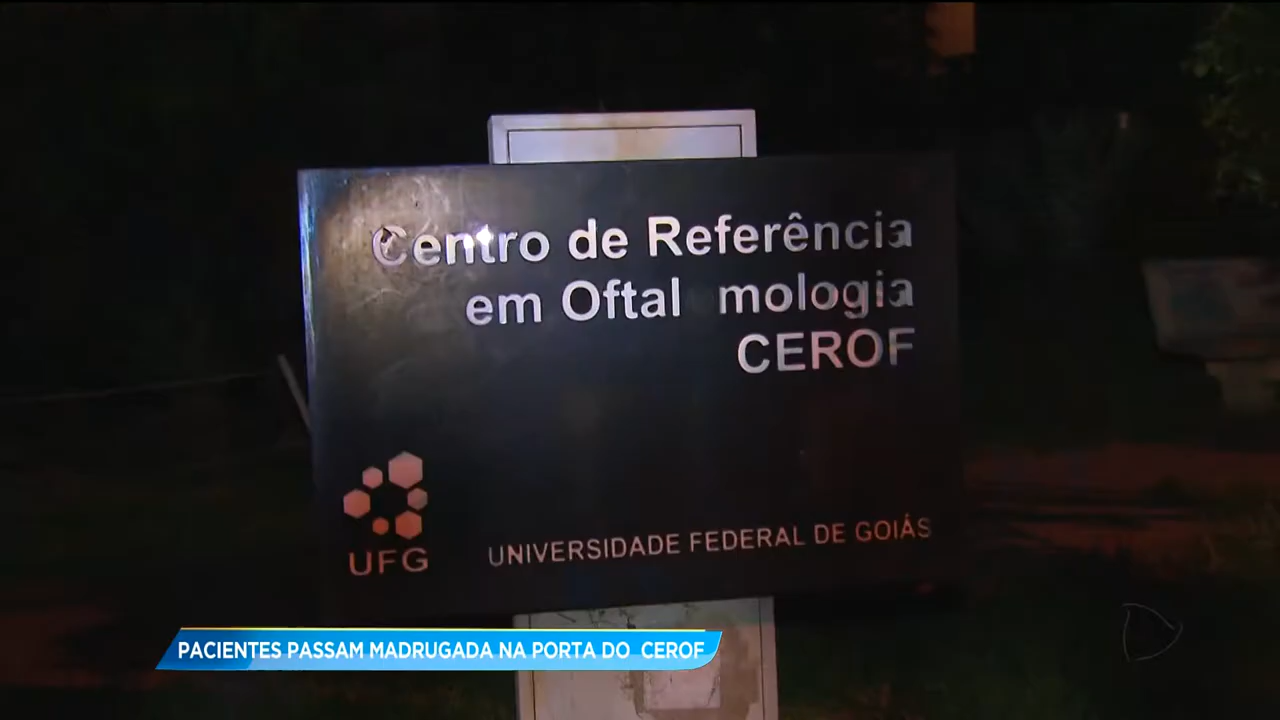 Centro de Referência
em Oftal mologia
CEROF
UFG
UNIVERSIDADE FEDERAL DE GOIÁS
PACIENTES PASSAM MADRUGADA NA PORTA DO CEROF